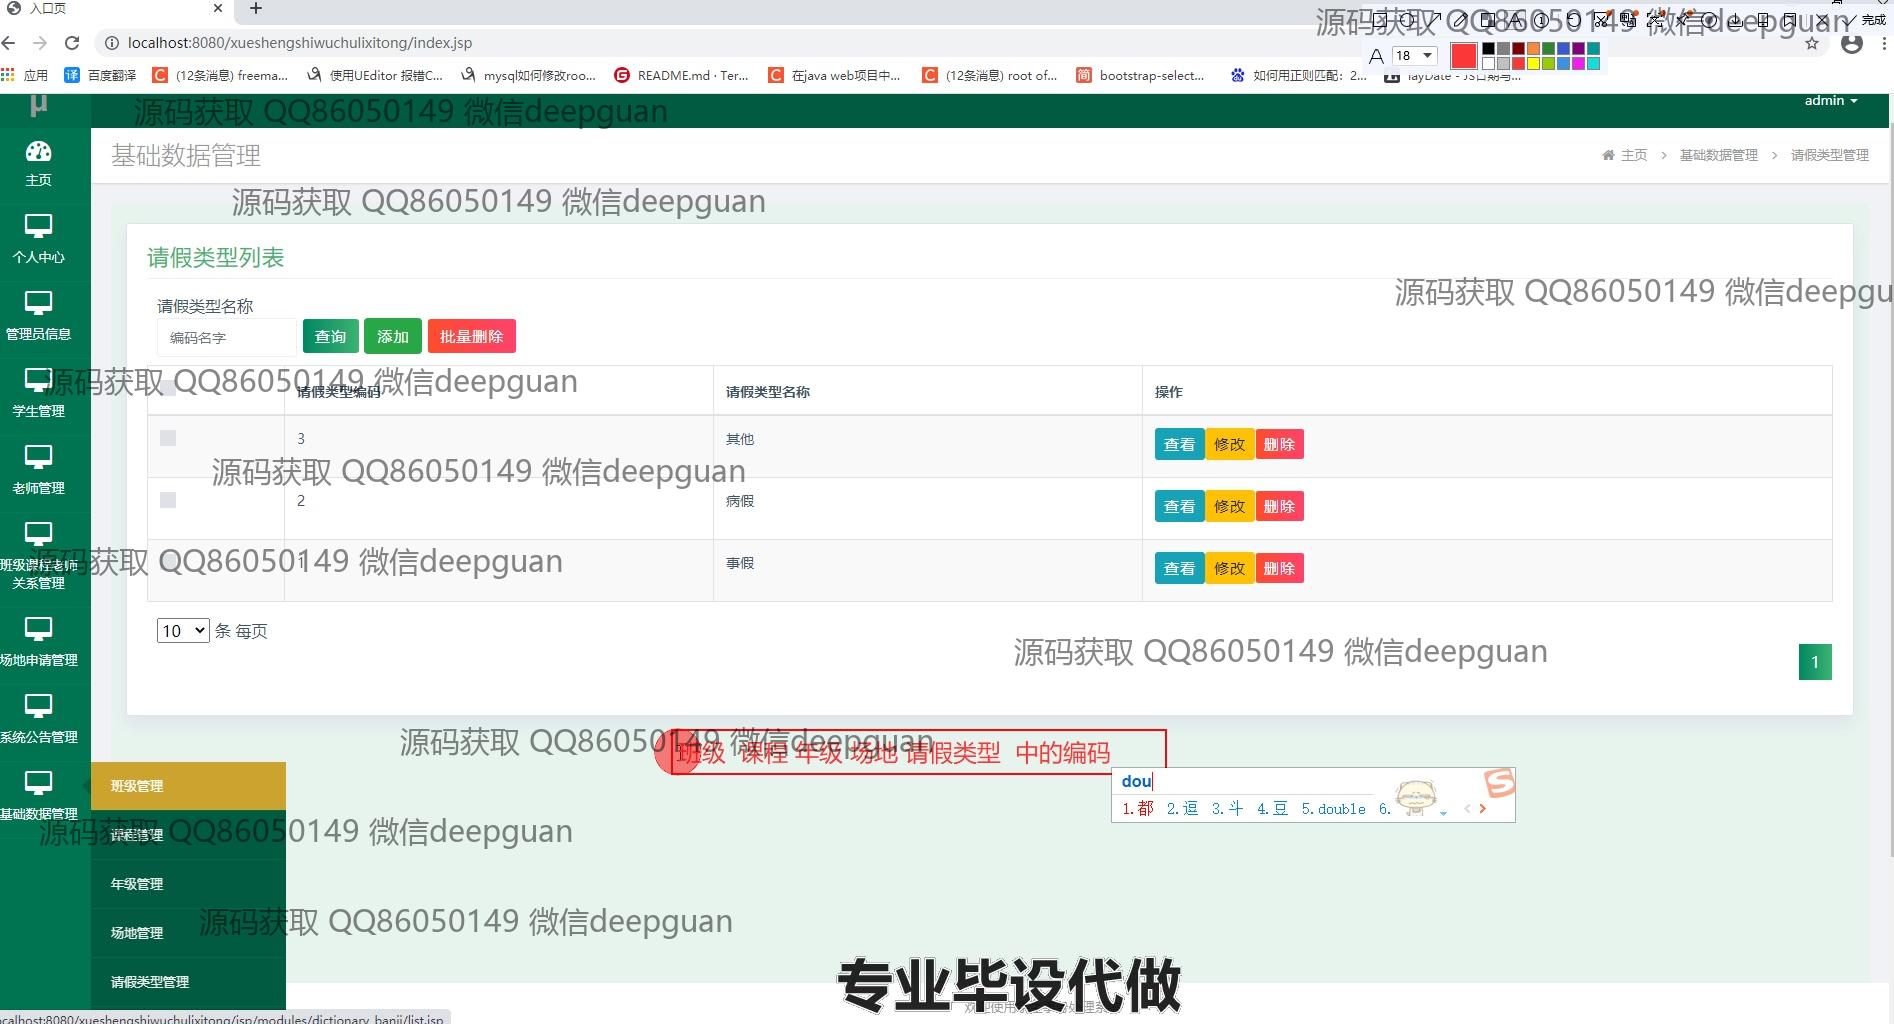 入口页
localhost:8080/xueshengshiwuchulixitong/index.jsp
18
完成
应用
百度翻译
(12条消息) freema...
使用UEditor 报错C...
mysql如何修改roo...
README.md · Ter...
在java web项目中...
(12条消息) root of...
bootstrap-select...
如何用正则匹配：2...
源码获取 QQ86050149 微信deepguan
源码获取 QQ86050149 微信deepguan
admin
基础数据管理
主页 > 基础数据管理 > 请假类型管理
源码获取 QQ86050149 微信deepguan
主页
个人中心
管理员信息
学生管理
老师管理
班级课程老师
关系管理
场地申请管理
系统公告管理
基础数据管理
请假类型列表
源码获取 QQ86050149 微信deepgu
请假类型名称
编码名字 查询 添加 批量删除
源码获取 QQ86050149 微信deepguan
请假类型编码 请假类型名称 操作
3 其他 查看 修改 删除
源码获取 QQ86050149 微信deepguan
2 病假 查看 修改 删除
源码获取 QQ86050149 微信deepguan
1 事假 查看 修改 删除
10 条 每页
源码获取 QQ86050149 微信deepguan
1
源码获取 QQ86050149 微信deepguan
班级 课程 年级 场地 请假类型 中的编码
dou
1.都 2.逗 3.斗 4.豆 5.double 6.
班级管理
课程管理
源码获取 QQ86050149 微信deepguan
年级管理
场地管理
源码获取 QQ86050149 微信deepguan
请假类型管理
专业毕设代做
localhost:8080/xueshengshiwuchulixitong/jsp/modules/dictionary_banji/list.jsp